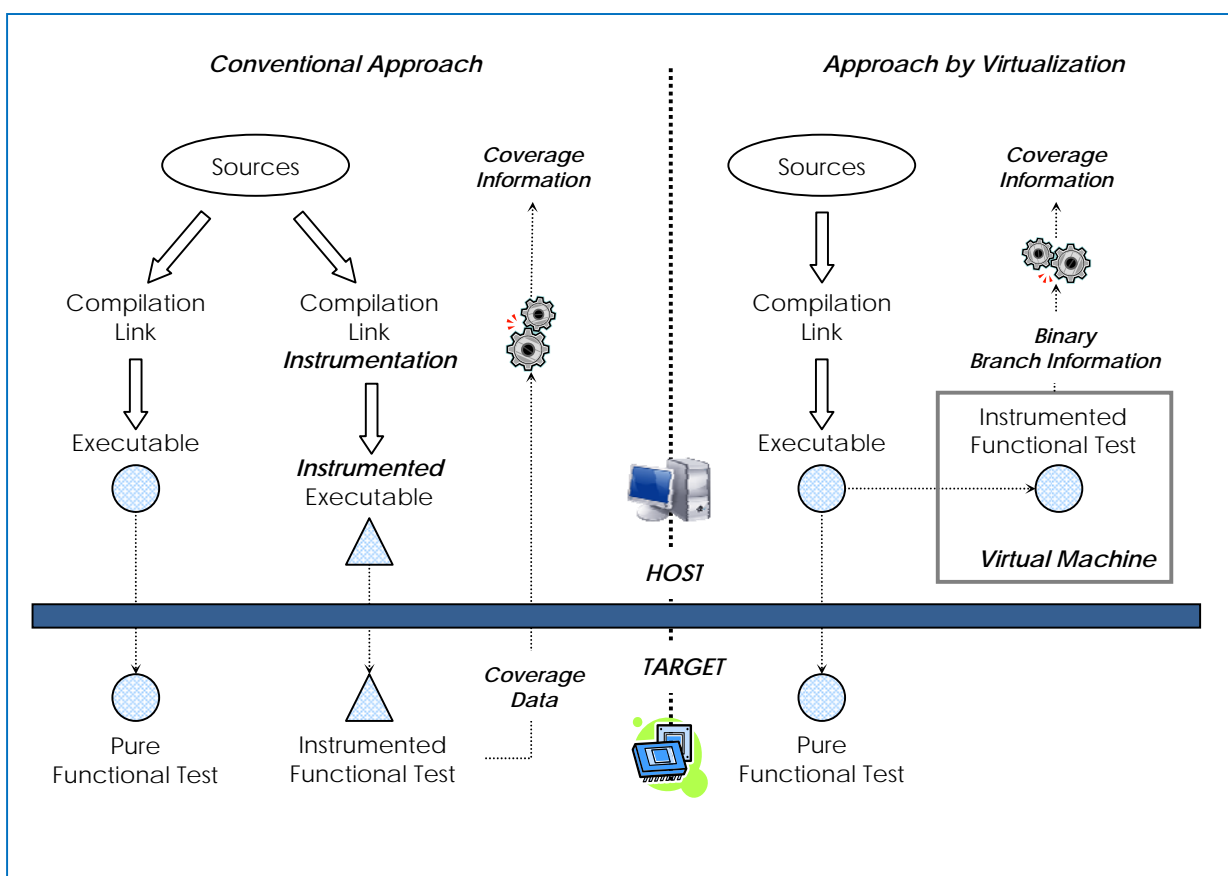 Conventional Approach
Approach by Virtualization
Sources
Coverage
Information
Sources
Coverage
Information
Compilation
Link
Compilation
Link
Instrumentation
Compilation
Link
Binary
Branch Information
Executable
Instrumented
Executable
Executable
Instrumented
Functional Test
Virtual Machine
HOST
TARGET
Coverage
Data
Pure
Functional Test
Instrumented
Functional Test
Pure
Functional Test